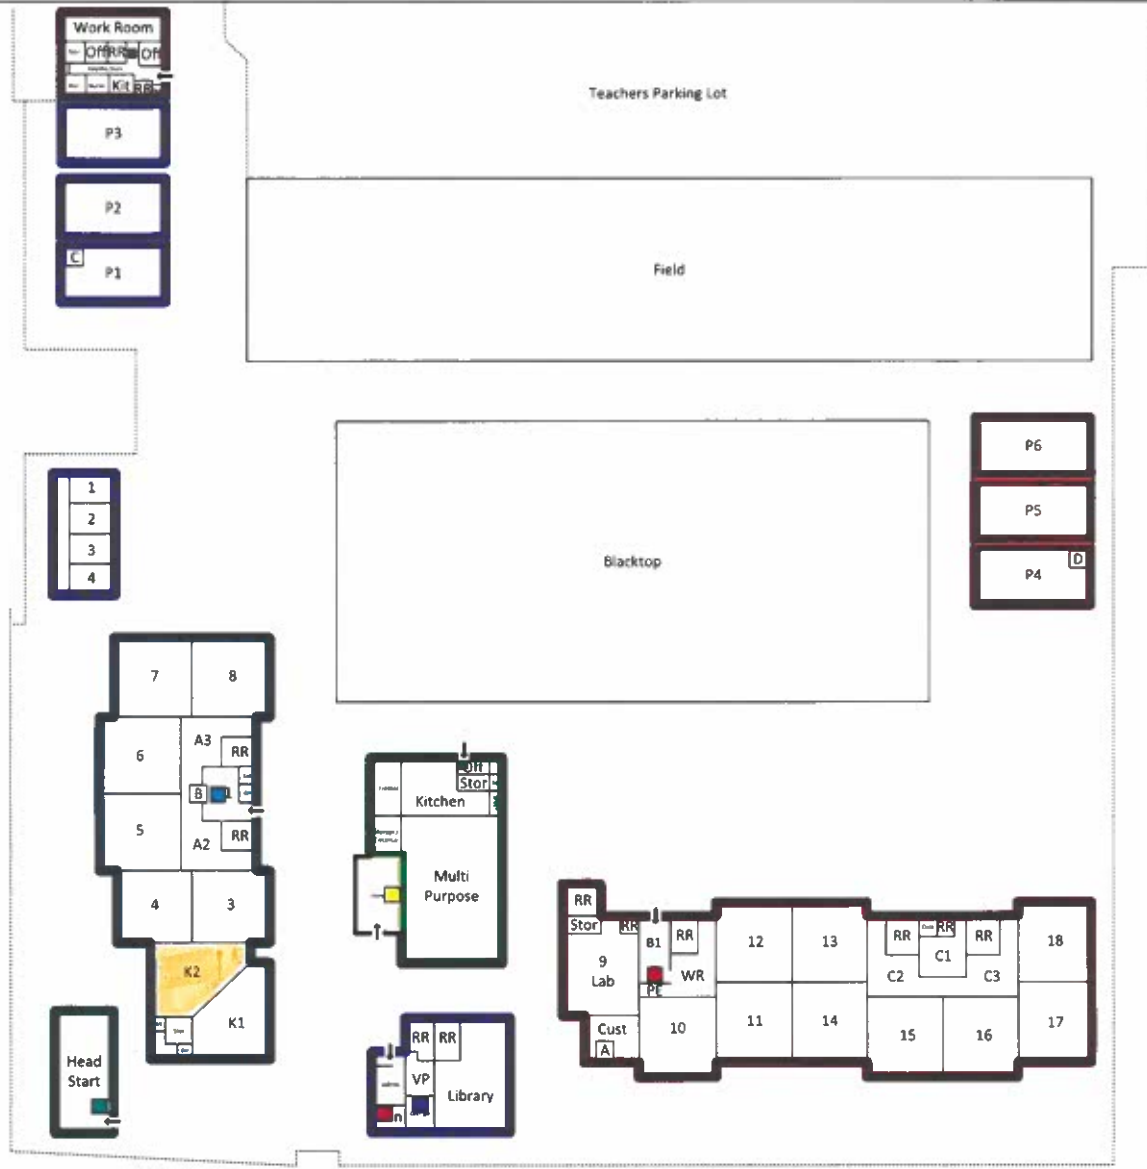 Work Room
Off
RR
Off
Kit
RR
Teachers Parking Lot
P3
P2
C
P1
Field
P6
P5
D
P4
1
2
3
4
Blacktop
7
8
6
A3
RR
B
5
A2
RR
4
3
K2
K1
Off
Stor
Kitchen
Multi
Purpose
RR
Stor
RR
9
Lab
B1
RR
WR
12
13
RR
RR
RR
C1
C2
C3
18
Cust
A
10
11
14
15
16
17
Head
Start
RR
RR
VP
Library